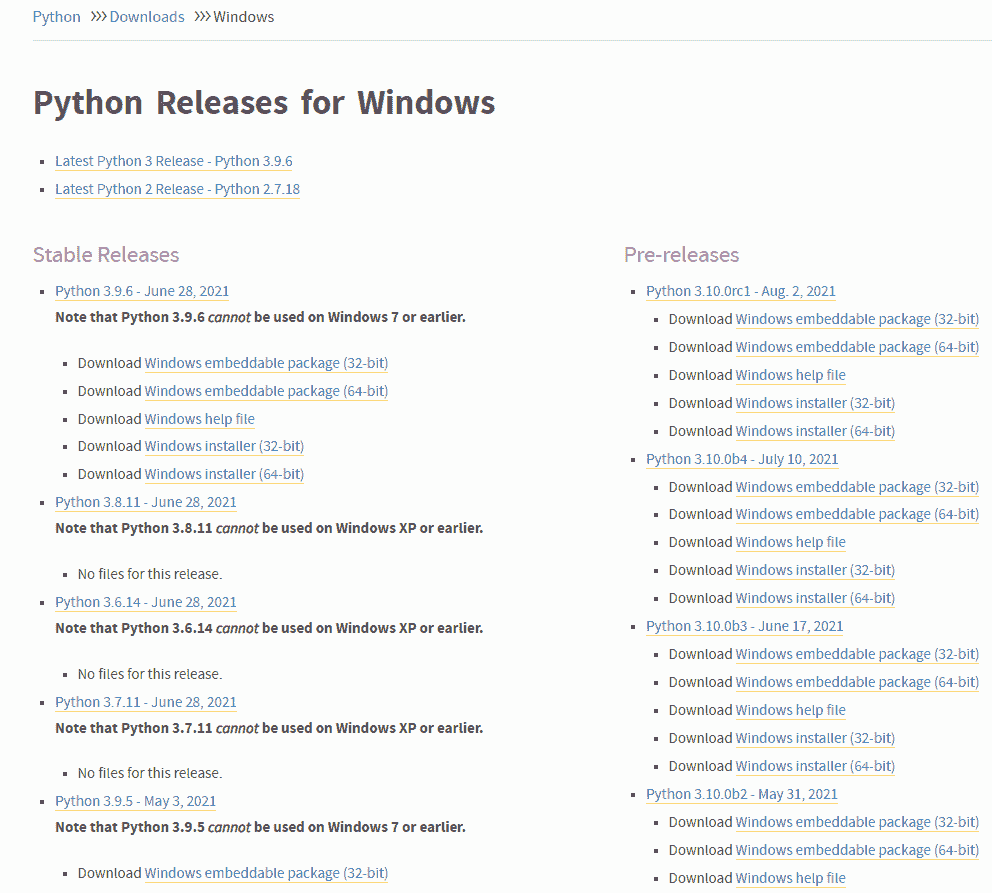 Python >>> Downloads >>> Windows
Python Releases for Windows
Latest Python 3 Release - Python 3.9.6
Latest Python 2 Release - Python 2.7.18
Stable Releases
Python 3.9.6 - June 28, 2021
Note that Python 3.9.6 cannot be used on Windows 7 or earlier.
Download Windows embeddable package (32-bit)
Download Windows embeddable package (64-bit)
Download Windows help file
Download Windows installer (32-bit)
Download Windows installer (64-bit)
Python 3.8.11 - June 28, 2021
Note that Python 3.8.11 cannot be used on Windows XP or earlier.
No files for this release.
Python 3.6.14 - June 28, 2021
Note that Python 3.6.14 cannot be used on Windows XP or earlier.
No files for this release.
Python 3.7.11 - June 28, 2021
Note that Python 3.7.11 cannot be used on Windows XP or earlier.
No files for this release.
Python 3.9.5 - May 3, 2021
Note that Python 3.9.5 cannot be used on Windows 7 or earlier.
Download Windows embeddable package (32-bit)
Pre-releases
Python 3.10.0rc1 - Aug. 2, 2021
Download Windows embeddable package (32-bit)
Download Windows embeddable package (64-bit)
Download Windows help file
Download Windows installer (32-bit)
Download Windows installer (64-bit)
Python 3.10.0b4 - July 10, 2021
Download Windows embeddable package (32-bit)
Download Windows embeddable package (64-bit)
Download Windows help file
Download Windows installer (32-bit)
Download Windows installer (64-bit)
Python 3.10.0b3 - June 17, 2021
Download Windows embeddable package (32-bit)
Download Windows embeddable package (64-bit)
Download Windows help file
Download Windows installer (32-bit)
Download Windows installer (64-bit)
Python 3.10.0b2 - May 31, 2021
Download Windows embeddable package (32-bit)
Download Windows embeddable package (64-bit)
Download Windows help file